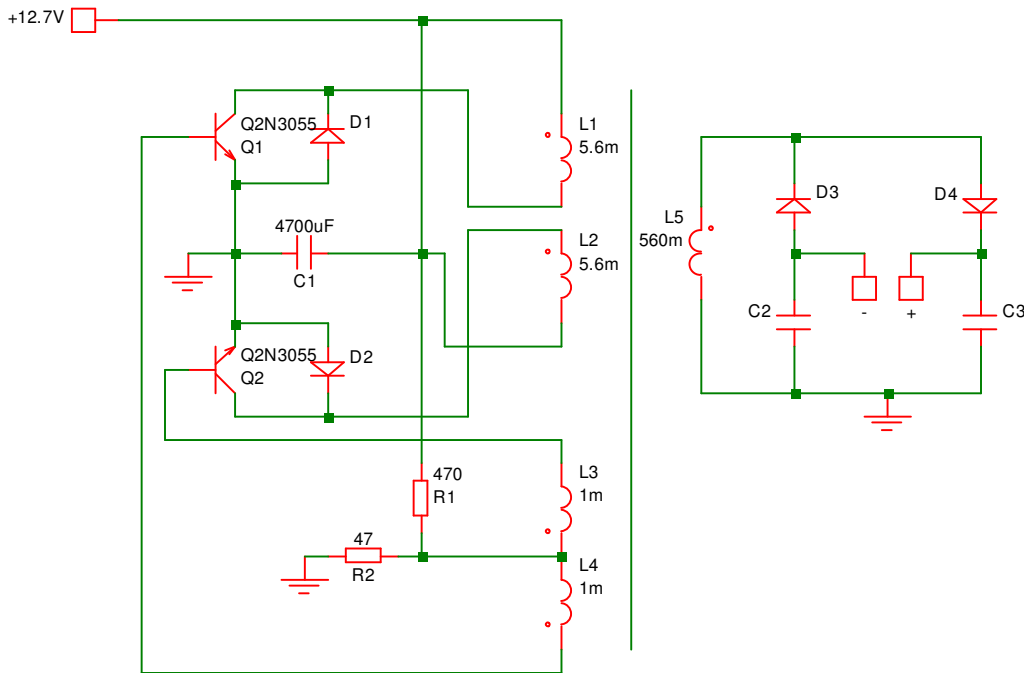 +12.7V
Q2N3055
Q1
D1
L1
5.6m
4700uF
C1
L2
5.6m
Q2N3055
Q2
D2
470
R1
47
R2
L3
1m
L4
1m
L5
560m
D3
D4
C2
-
+
C3